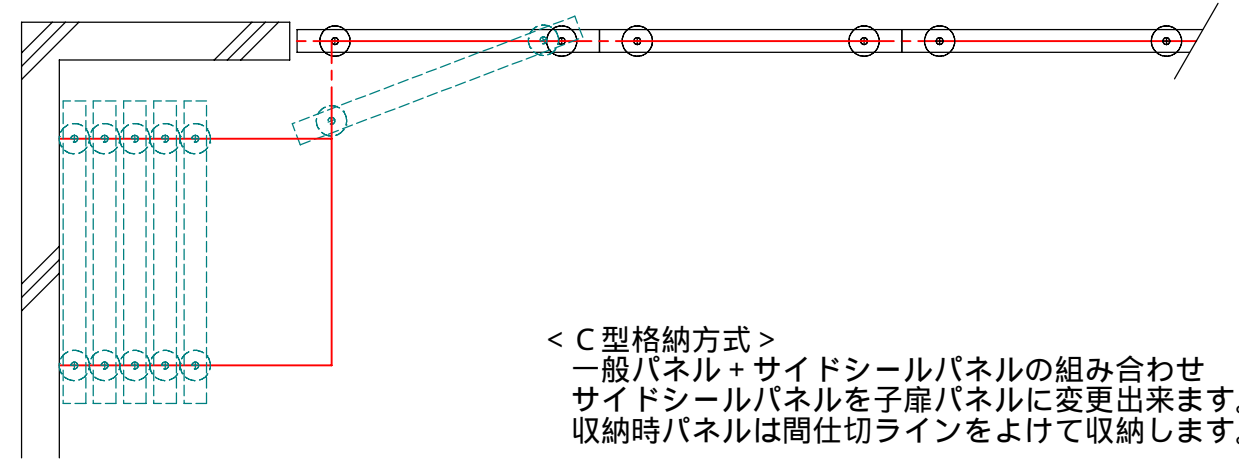 <C型格納方式>
一般パネル+サイドシールパネルの組み合わせ
サイドシールパネルを子扉パネルに変更出来ます。
収納時パネルは間仕切ラインをよけて収納します。